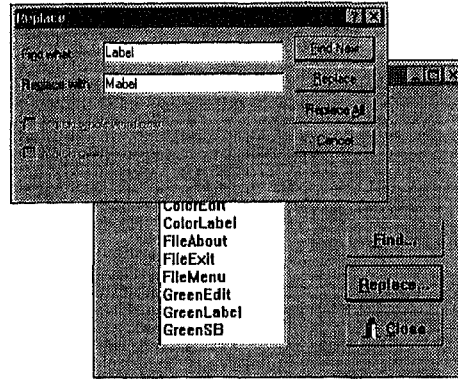 Replace
Find what: Label
Replace with: Mabel
Find Next
Replace
Replace All
Cancel
ColorEdit
ColorLabel
FileAbout
FileExit
FileMenu
GreenEdit
GreenLabel
GreenSB
Find...
Replace...
Close